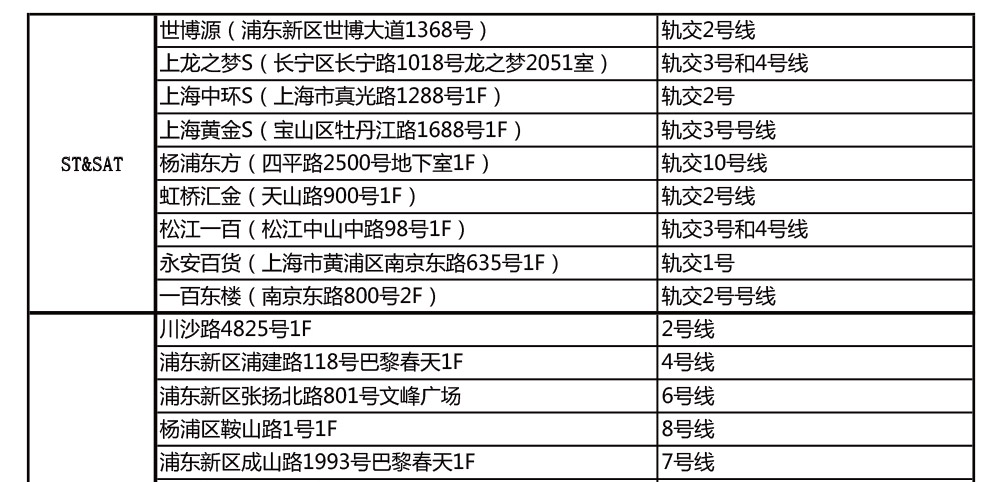 世博源（浦东新区世博大道1368号）	轨交2号线
上龙之梦S（长宁区长宁路1018号龙之梦2051室）	轨交3号和4号线
上海中环S（上海市真光路1288号1F）	轨交2号
上海黄金S（宝山区牡丹江路1688号1F）	轨交3号号线
ST&SAT	杨浦东方（四平路2500号地下室1F）	轨交10号线
虹桥汇金（天山路900号1F）	轨交2号线
松江一百（松江中山中路98号1F）	轨交3号和4号线
永安百货（上海市黄浦区南京东路635号1F）	轨交1号
一百东楼（南京东路800号2F）	轨交2号号线
川沙路4825号1F	2号线
浦东新区浦建路118号巴黎春天1F	4号线
浦东新区张扬北路801号文峰广场	6号线
杨浦区鞍山路1号1F	8号线
浦东新区成山路1993号巴黎春天1F	7号线